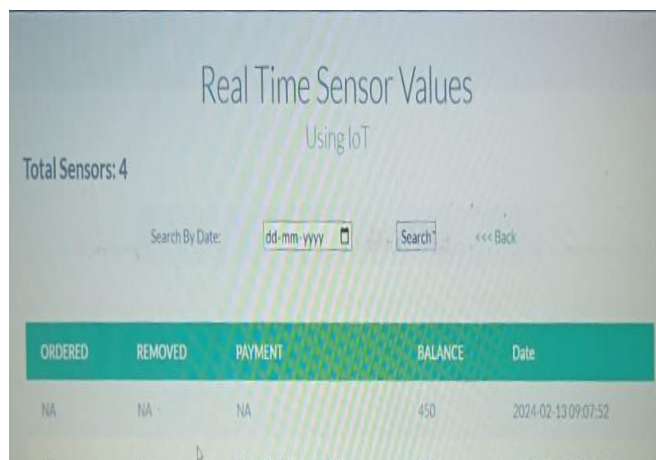 Real Time Sensor Values
Using IoT
Total Sensors: 4
Search By Date: dd-mm-yyyy Search <<< Back
ORDERED REMOVED PAYMENT BALANCE Date
NA NA NA 450 2024-02-13 09:07:52